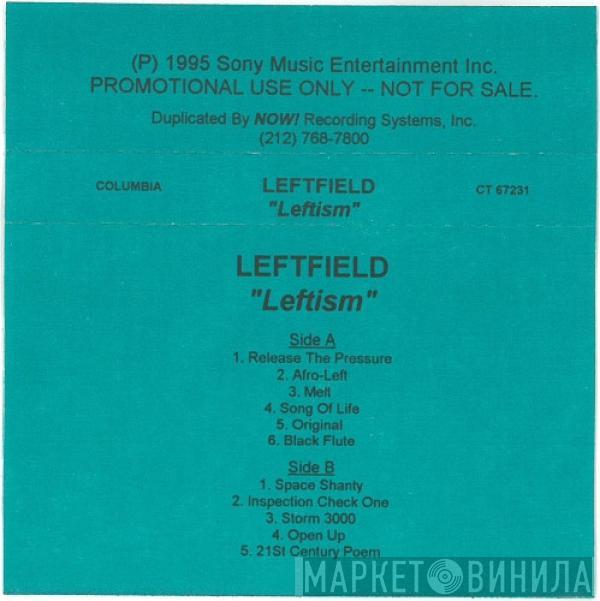 (P) 1995 Sony Music Entertainment Inc.
PROMOTIONAL USE ONLY -- NOT FOR SALE.
Duplicated By NOW! Recording Systems, Inc.
(212) 768-7800
COLUMBIA
LEFTFIELD
"Leftism"
CT 67231
LEFTFIELD
"Leftism"
Side A
1. Release The Pressure
2. Afro-Left
3. Melt
4. Song Of Life
5. Original
6. Black Flute
Side B
1. Space Shanty
2. Inspection Check One
3. Storm 3000
4. Open Up
5. 21St Century Poem
МАРКЕТ ВИНИЛА